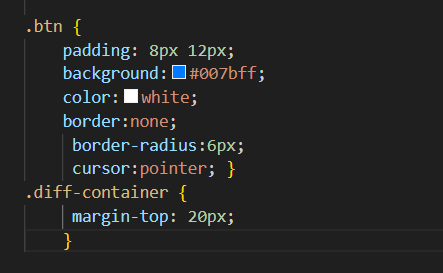 .btn {
padding: 8px 12px;
background: #007bff;
color: white;
border:none;
border-radius:6px;
cursor:pointer; }
.diff-container {
margin-top: 20px;
}